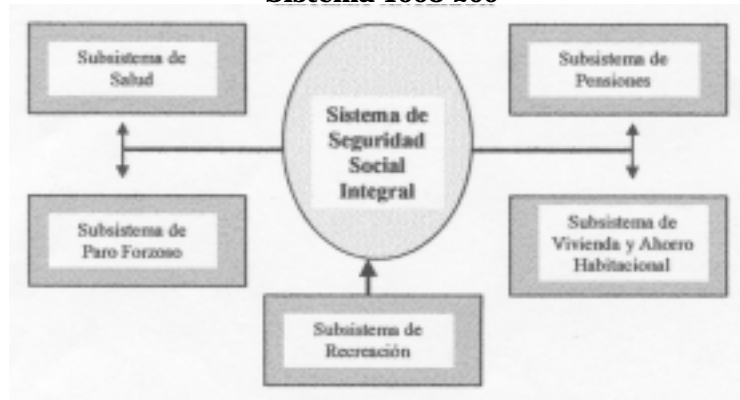 Subsistema de
Salud
Sistema de
Seguridad
Social
Integral
Subsistema de
Pensiones
Subsistema de
Paro Forzoso
Subsistema de
Vivienda y Ahorro
Habitacional
Subsistema de
Recreación